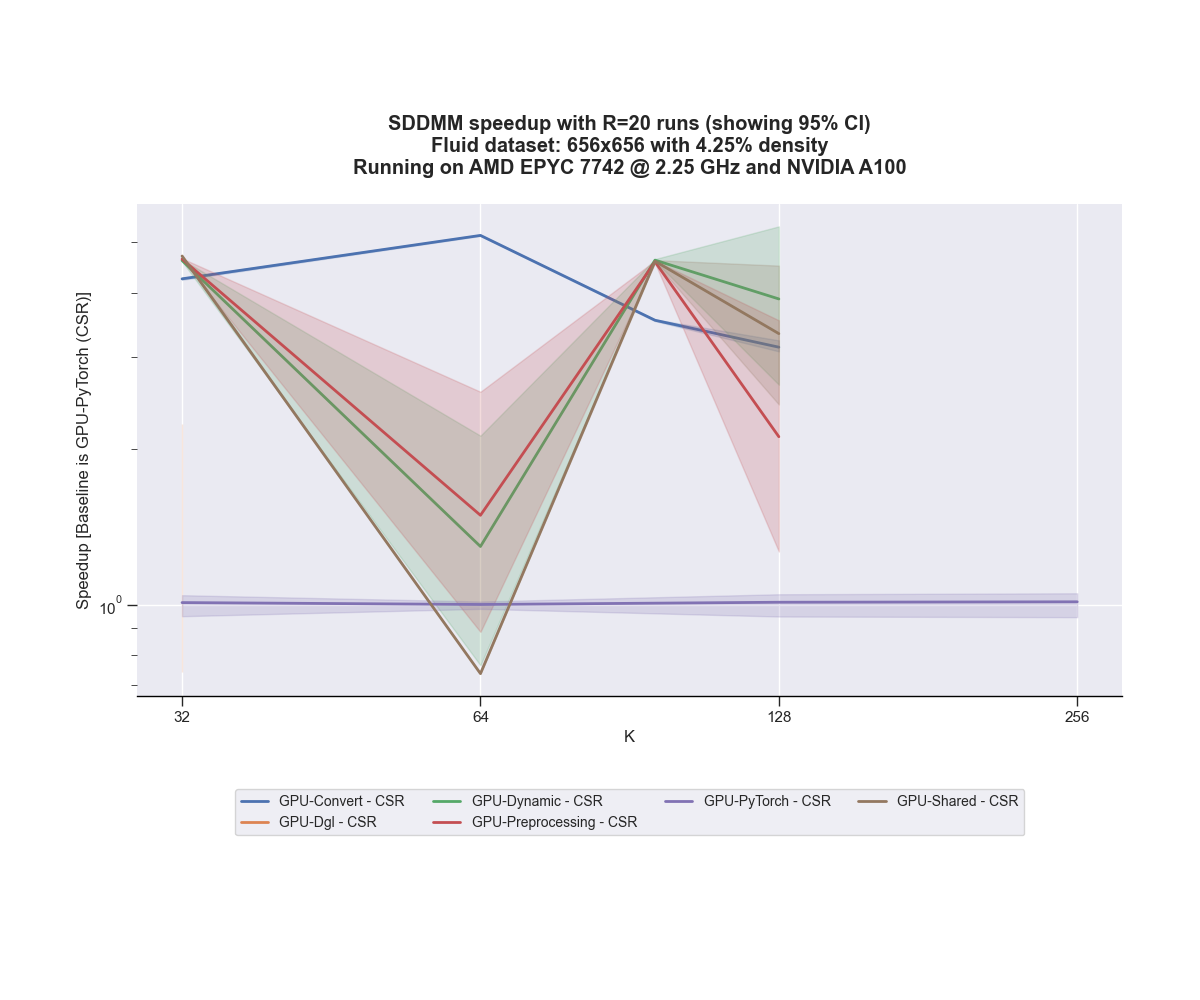 SDDMM speedup with R=20 runs (showing 95% CI)
Fluid dataset: 656x656 with 4.25% density
Running on AMD EPYC 7742 @ 2.25 GHz and NVIDIA A100
Speedup [Baseline is GPU-PyTorch (CSR)]
10⁰
32 64 128 256
K
GPU-Convert - CSR GPU-Dynamic - CSR GPU-PyTorch - CSR GPU-Shared - CSR
GPU-Dgl - CSR GPU-Preprocessing - CSR